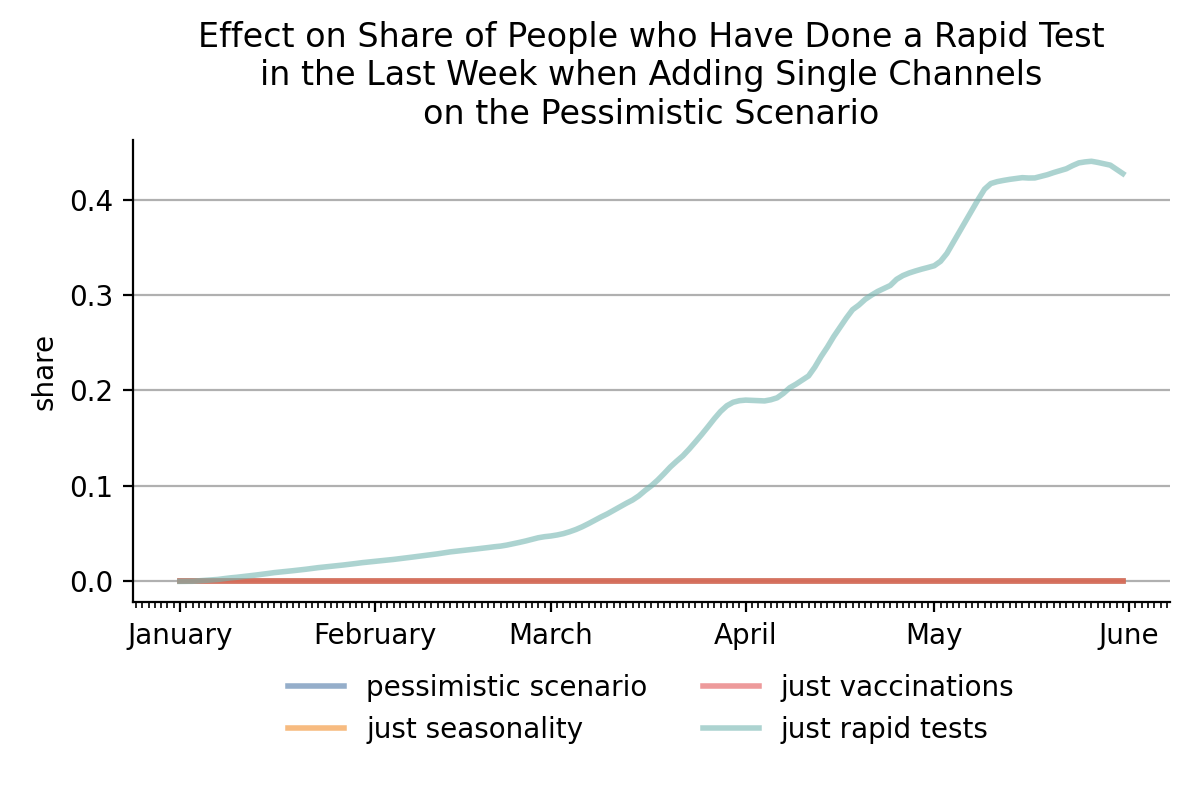 Effect on Share of People who Have Done a Rapid Test
in the Last Week when Adding Single Channels
on the Pessimistic Scenario
share
0.4
0.3
0.2
0.1
0.0
January February March April May June
pessimistic scenario just vaccinations
just seasonality just rapid tests